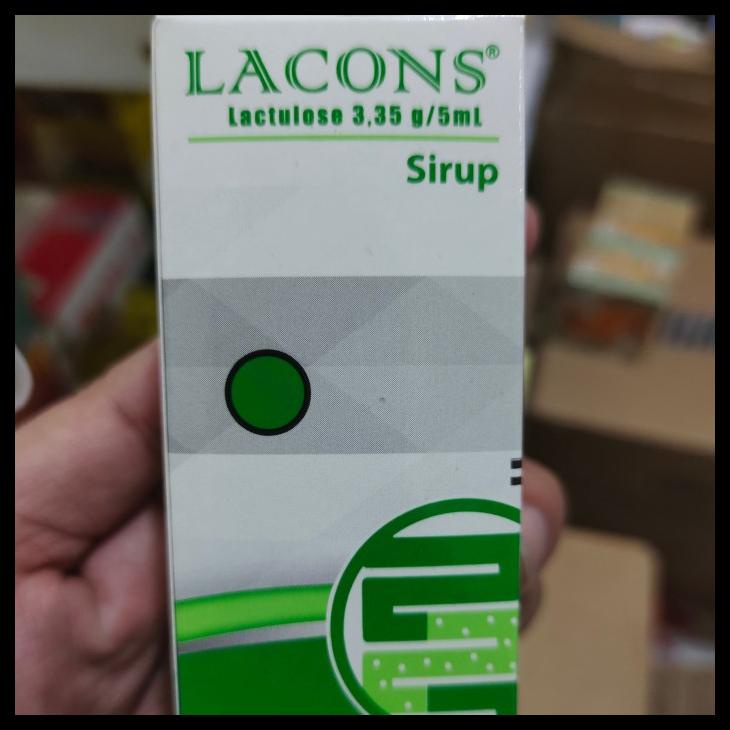 LACONS®
Lactulose 3,35 g/5mL
Sirup